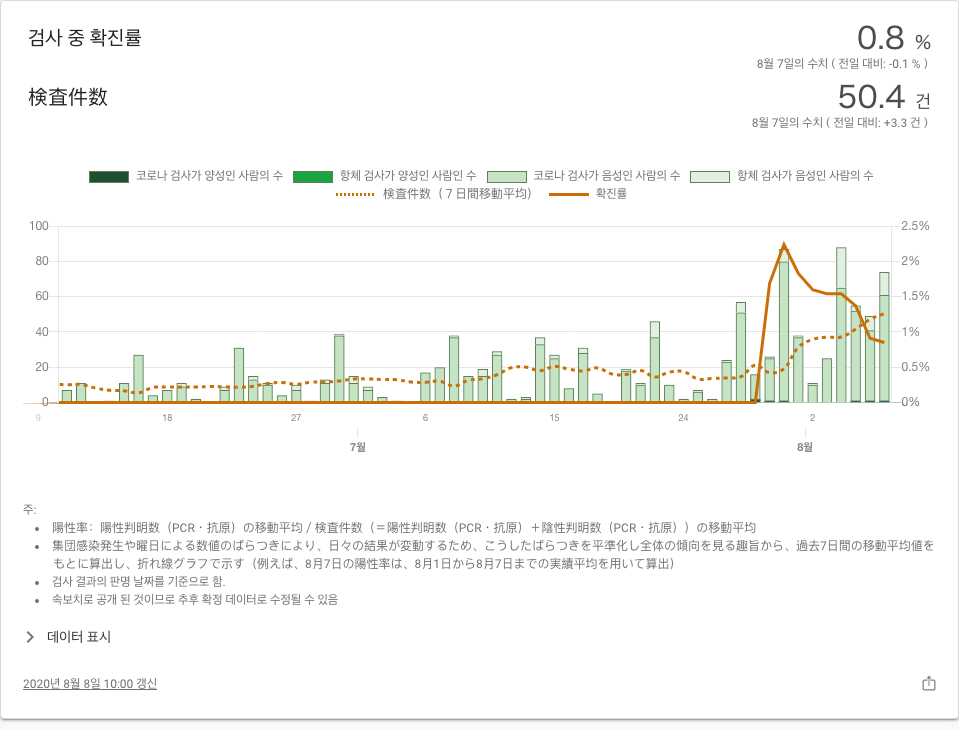 검사 중 확진률
0.8 %
8월 7일의 수치 ( 전일 대비: -0.1 % )
検査件数
50.4 건
8월 7일의 수치 ( 전일 대비: +3.3 건 )
코로나 검사가 양성인 사람의 수 항체 검사가 양성인 사람인 수 코로나 검사가 음성인 사람의 수 항체 검사가 음성인 사람의 수
検査件数（７日間移動平均） 확진률
100 2.5%
80 2%
60 1.5%
40 1%
20 0.5%
0 0%
9 18 27 6 15 24 2
7월 8월
주:
陽性率：陽性判明数（PCR・抗原）の移動平均 / 検査件数（＝陽性判明数（PCR・抗原）＋陰性判明数（PCR・抗原））の移動平均
集団感染発生や曜日による数値のばらつきにより、日々の結果が変動するため、こうしたばらつきを平準化し全体の傾向を見る趣旨から、過去7日間の移動平均値を
もとに算出し、折れ線グラフで示す（例えば、8月7日の陽性率は、8月1日から8月7日までの実績平均を用いて算出）
검사 결과의 판명 날짜를 기준으로 함.
속보치로 공개 된 것이므로 추후 확정 데이터로 수정될 수 있음
데이터 표시
2020년 8월 8일 10:00 갱신